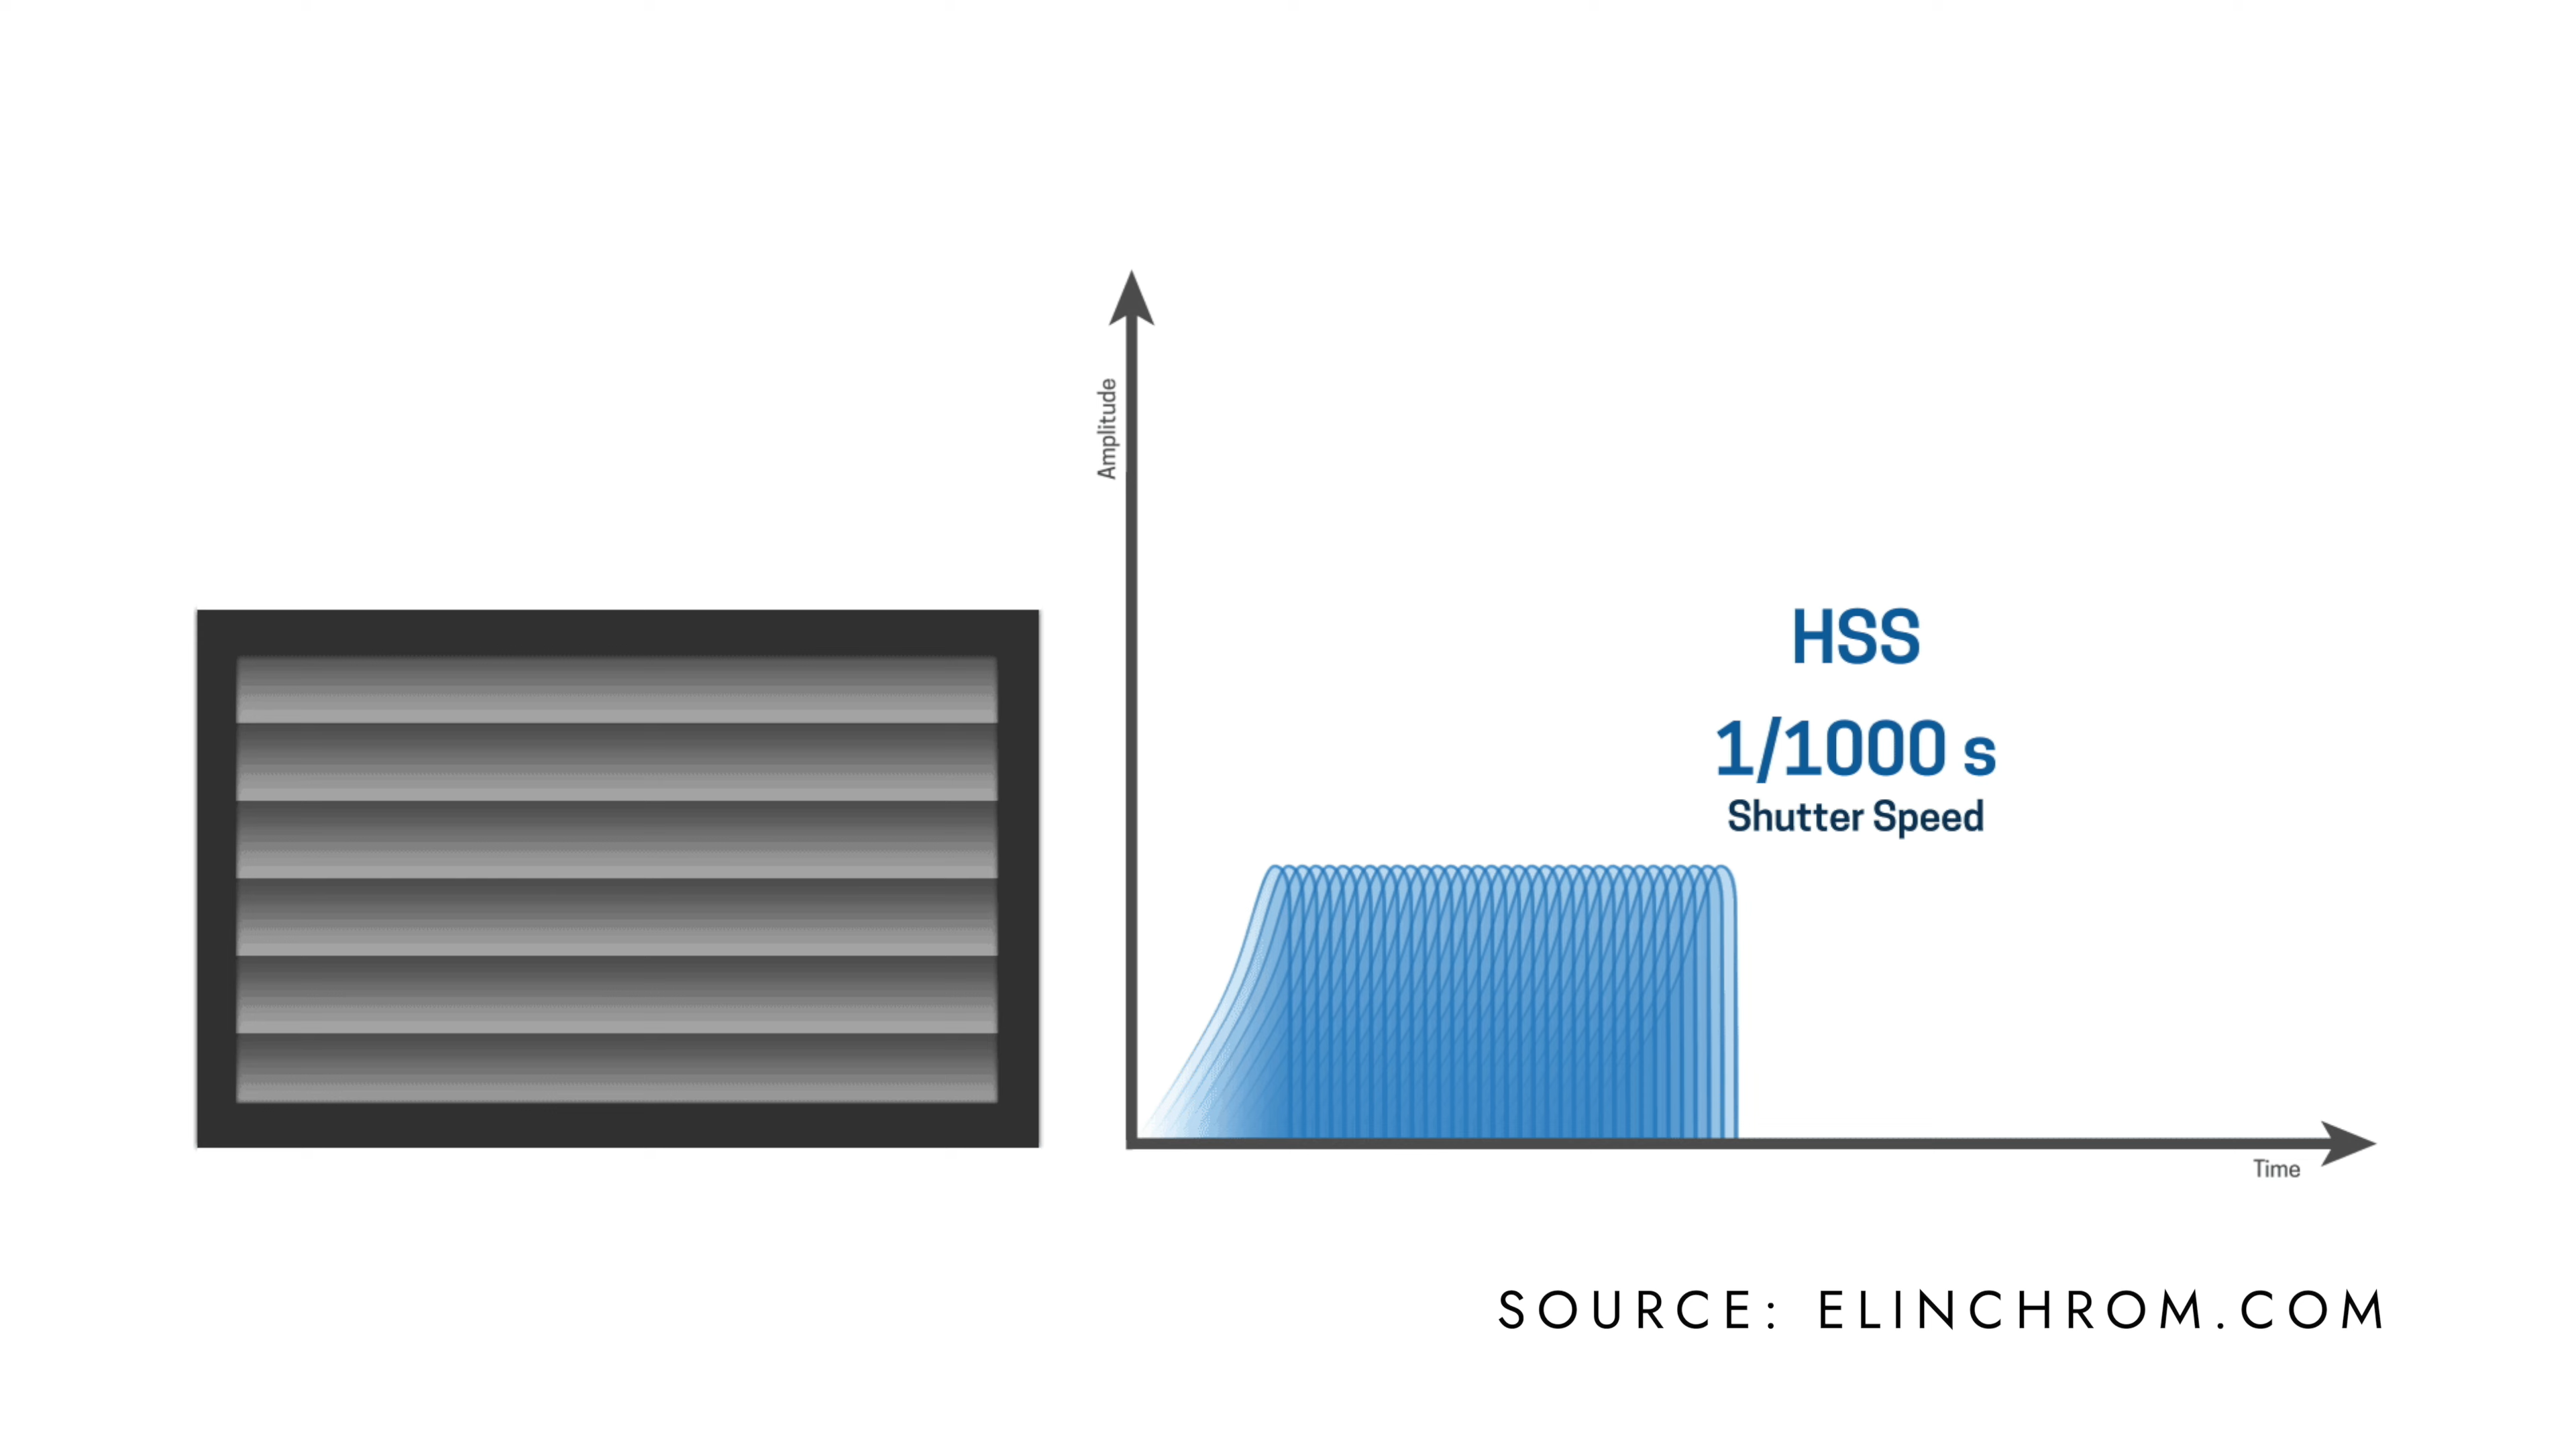 Amplitude
HSS
1/1000 s
Shutter Speed
Time
SOURCE: ELINCHROM.COM